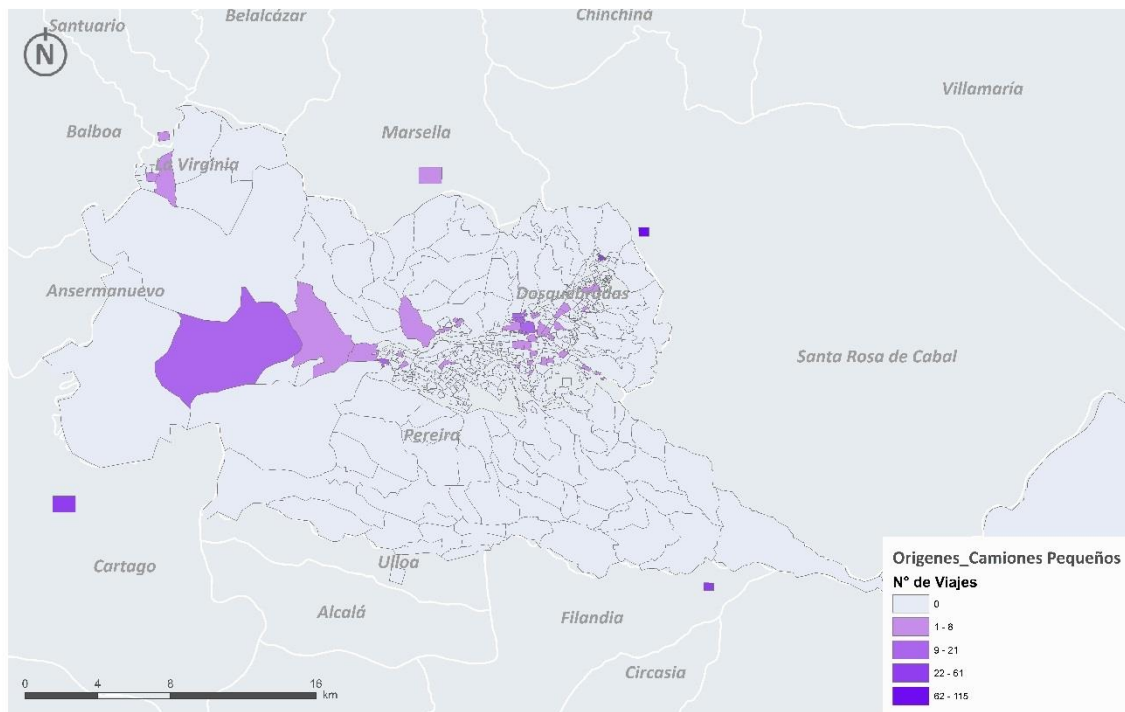 Belalcázar
Chinchiná
Santuario
N
Villamaría
Balboa
Marsella
La Virginia
Ansermanuevo
Dosquebradas
Santa Rosa de Cabal
Pereira
Ulloa
Cartago
Alcalá
Filandia
Circasia
Origenes_Camiones Pequeños
N° de Viajes
0
1 - 8
9 - 21
22 - 61
62 - 115
0 4 8 16
km